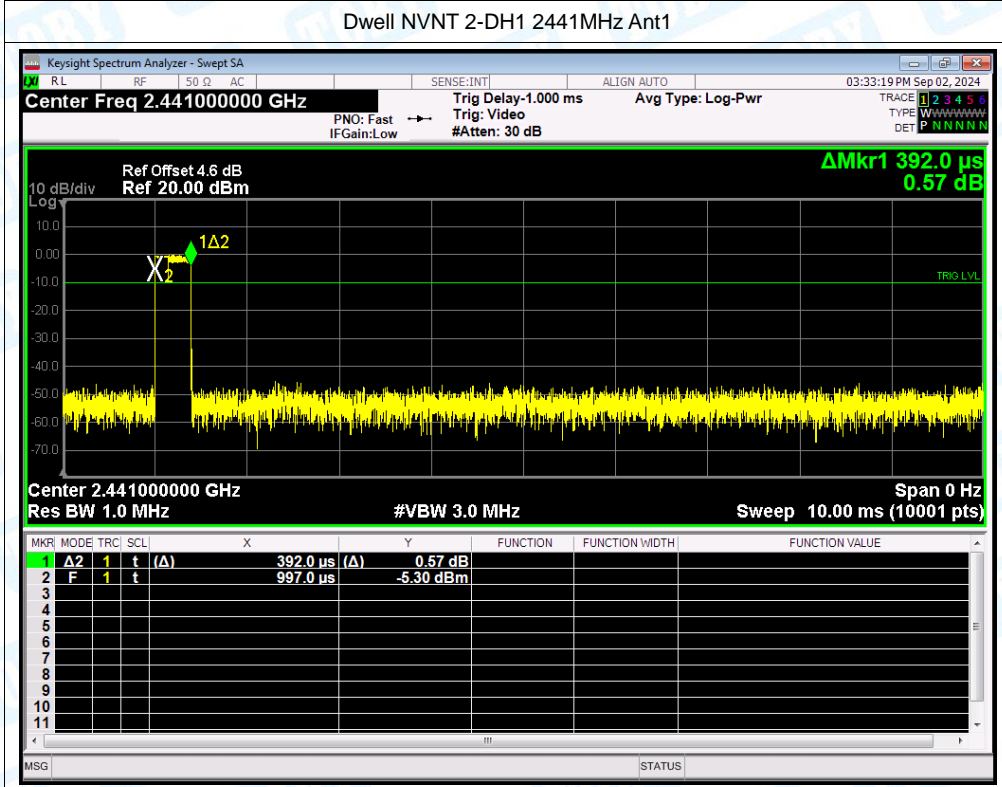 Dwell NVNT 2-DH1 2441MHz Ant1
Keysight Spectrum Analyzer - Swept SA
LXI RL RF 50 Ω AC SENSE:INT ALIGN AUTO 03:33:19 PM Sep 02, 2024
Center Freq 2.441000000 GHz Trig Delay-1.000 ms Avg Type: Log-Pwr TRACE 1 2 3 4 5 6
PNO: Fast Trig: Video TYPE WWWWWW
IFGain:Low #Atten: 30 dB DET P N N N N N
ΔMkr1 392.0 µs
0.57 dB
Ref Offset 4.6 dB
10 dB/div Ref 20.00 dBm
Log
10.0
0.00
-10.0
-20.0
-30.0
-40.0
-50.0
-60.0
-70.0
1Δ2
X2
TRIG LVL
Center 2.441000000 GHz Span 0 Hz
Res BW 1.0 MHz #VBW 3.0 MHz Sweep 10.00 ms (10001 pts)
MKR MODE TRC SCL X Y FUNCTION FUNCTION WIDTH FUNCTION VALUE
1 Δ2 1 t (Δ) 392.0 µs (Δ) 0.57 dB
2 F 1 t 997.0 µs -5.30 dBm
3
4
5
6
7
8
9
10
11
MSG STATUS